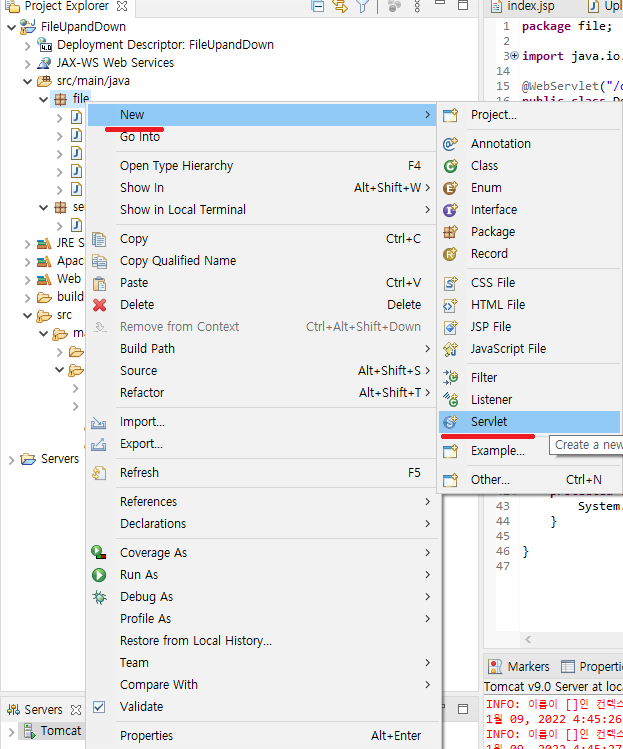 Project Explorer
FileUpandDown
Deployment Descriptor: FileUpandDown
JAX-WS Web Services
src/main/java
file
JRE S
Apac
Web
build
src
Servers
New
Go Into
Open Type Hierarchy F4
Show In Alt+Shift+W
Show in Local Terminal
Copy Ctrl+C
Copy Qualified Name
Paste Ctrl+V
Delete Delete
Remove from Context Ctrl+Alt+Shift+Down
Build Path
Source Alt+Shift+S
Refactor Alt+Shift+T
Import...
Export...
Refresh F5
References
Declarations
Coverage As
Run As
Debug As
Profile As
Restore from Local History...
Team
Compare With
Validate
Properties Alt+Enter
Project...
Annotation
Class
Enum
Interface
Package
Record
CSS File
HTML File
JSP File
JavaScript File
Filter
Listener
Servlet
Example...
Other... Ctrl+N
Create a new
index.jsp Upl
1 package file;
2
3 import java.io.
14
15 @WebServlet("/d
43 System.
44 }
45
46 }
47
Servers
Tomcat
Markers Properti
Tomcat v9.0 Server at loca
INFO: 이름이 []인 컨텍스
1월 09, 2022 4:45:26
INFO: 이름이 []인 컨텍스
1월 09, 2022 4:45:27